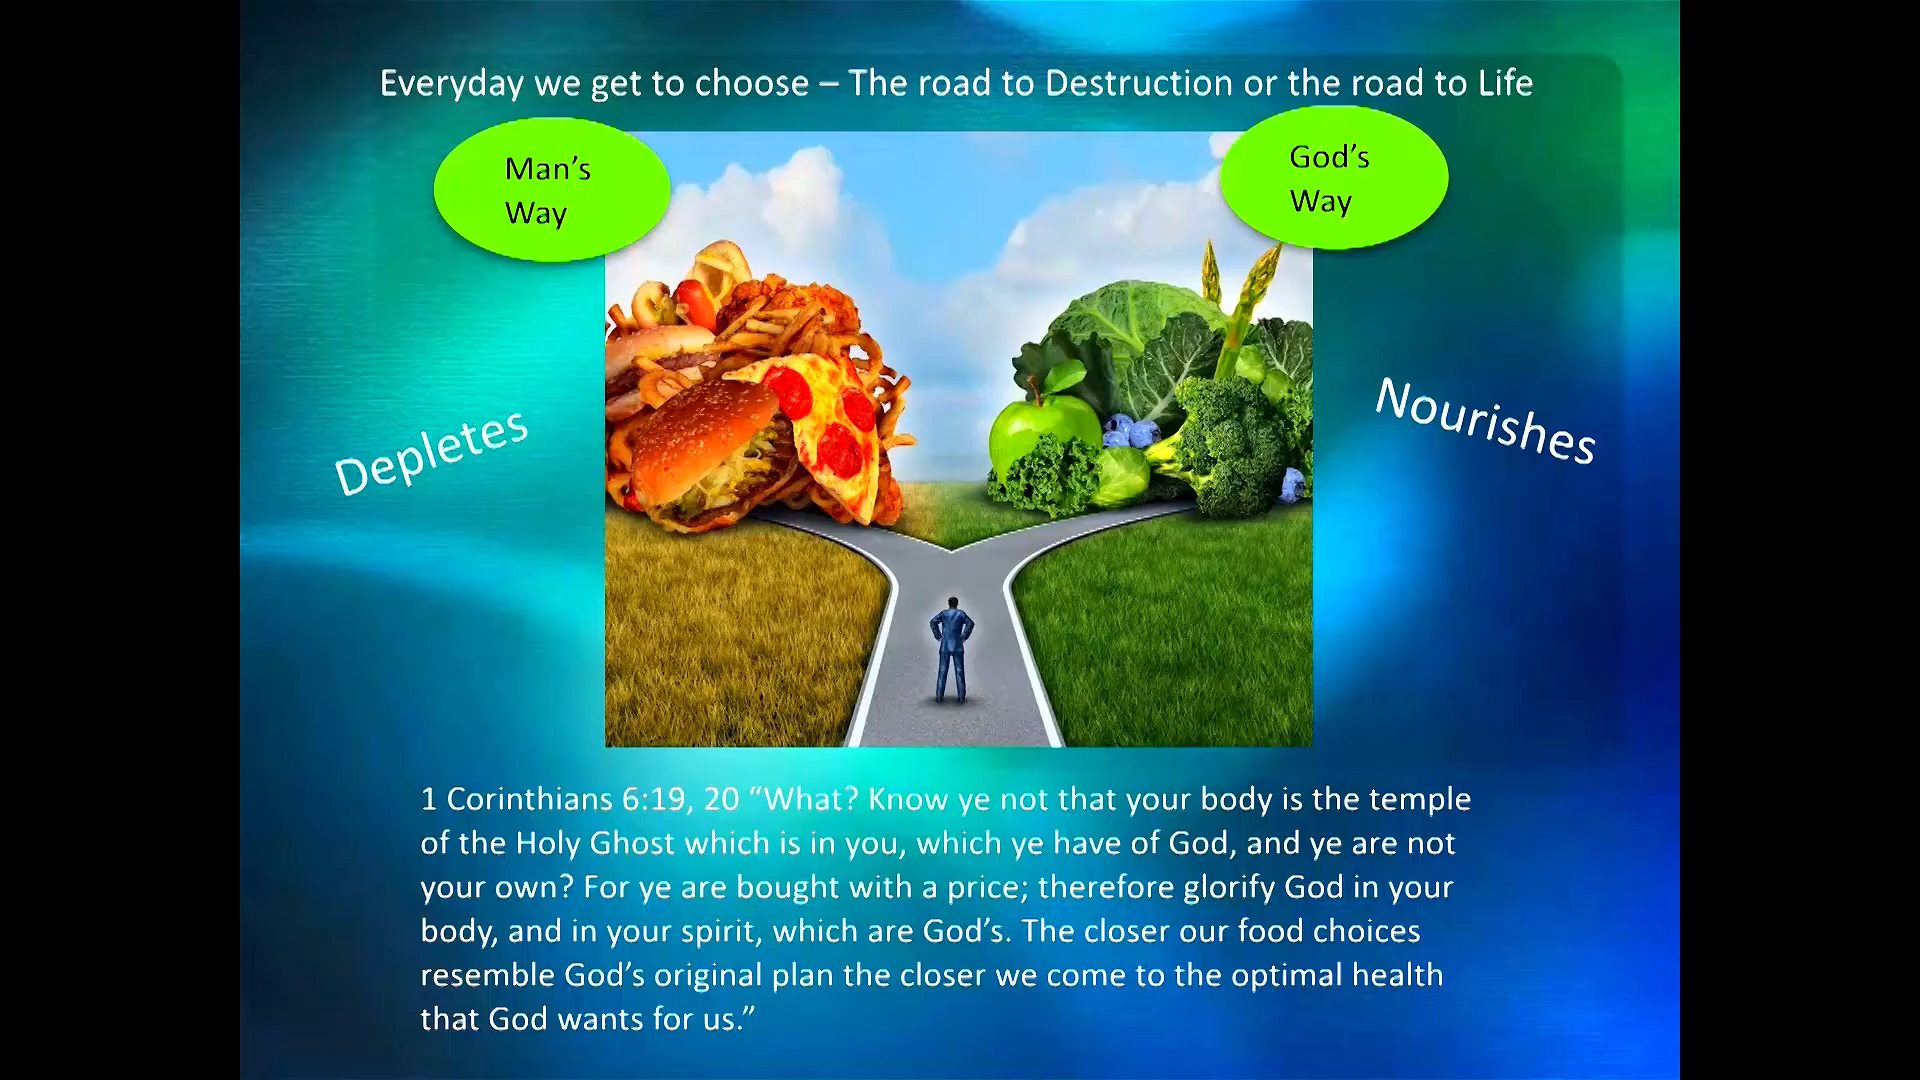 Everyday we get to choose – The road to Destruction or the road to Life
Man’s
Way
God’s
Way
Depletes
Nourishes
1 Corinthians 6:19, 20 “What? Know ye not that your body is the temple
of the Holy Ghost which is in you, which ye have of God, and ye are not
your own? For ye are bought with a price; therefore glorify God in your
body, and in your spirit, which are God’s. The closer our food choices
resemble God’s original plan the closer we come to the optimal health
that God wants for us.”